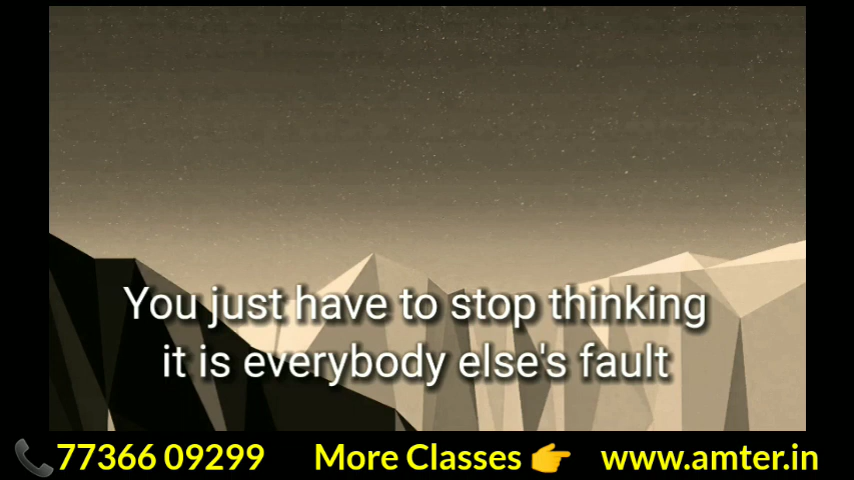 You just have to stop thinking
it is everybody else's fault
77366 09299 More Classes 👉 www.amter.in